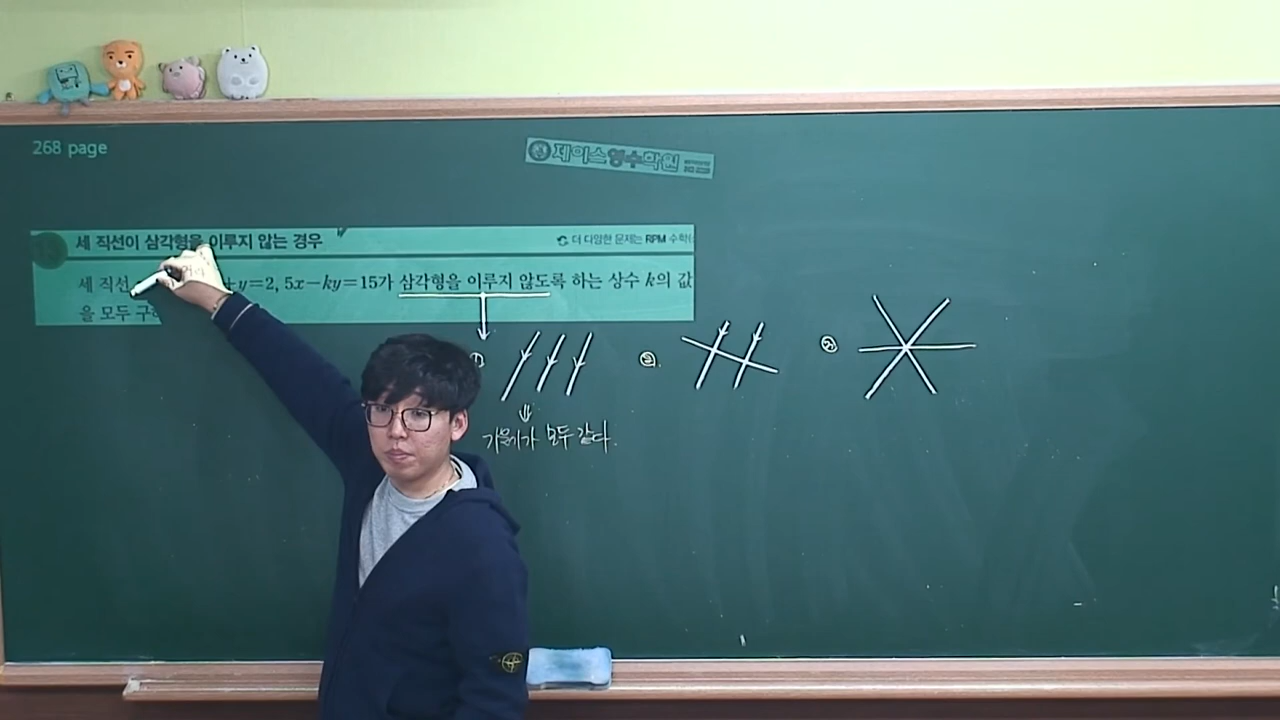 268 page
제이스영수학원
세 직선이 삼각형을 이루지 않는 경우
더 다양한 문제는 RPM 수학(
세 직선 +y=2, 5x-ky=15가 삼각형을 이루지 않도록 하는 상수 k의 값
을 모두 구하
① ② ③
기울기가 모두 같다.